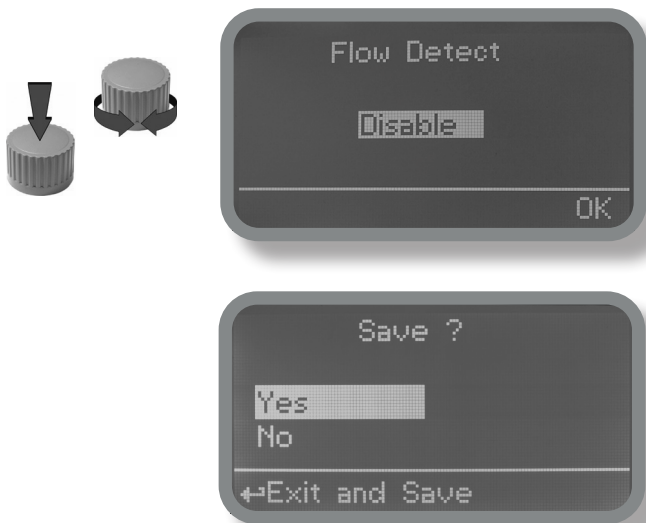 Flow Detect
Disable
OK
Save ?
Yes
No
↵Exit and Save